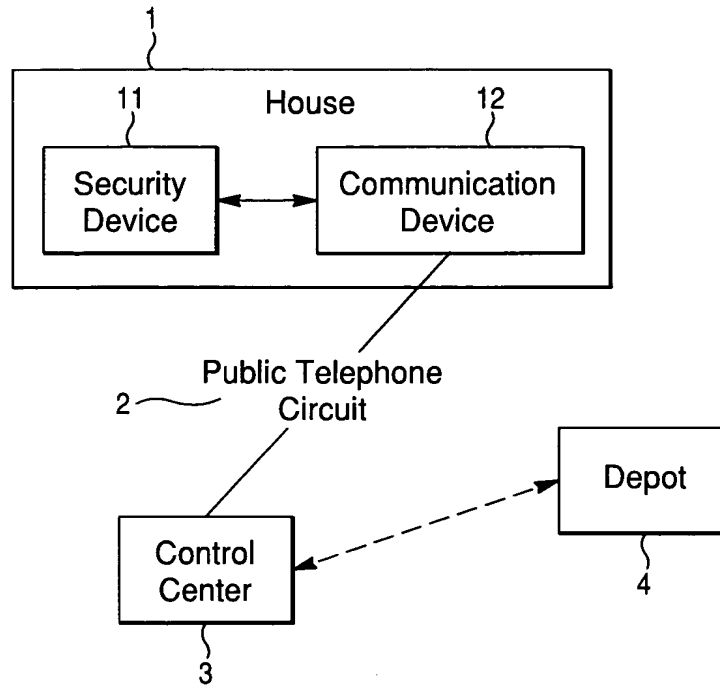 1
House
11
12
Security
Device
Communication
Device
2
Public Telephone
Circuit
Depot
4
Control
Center
3